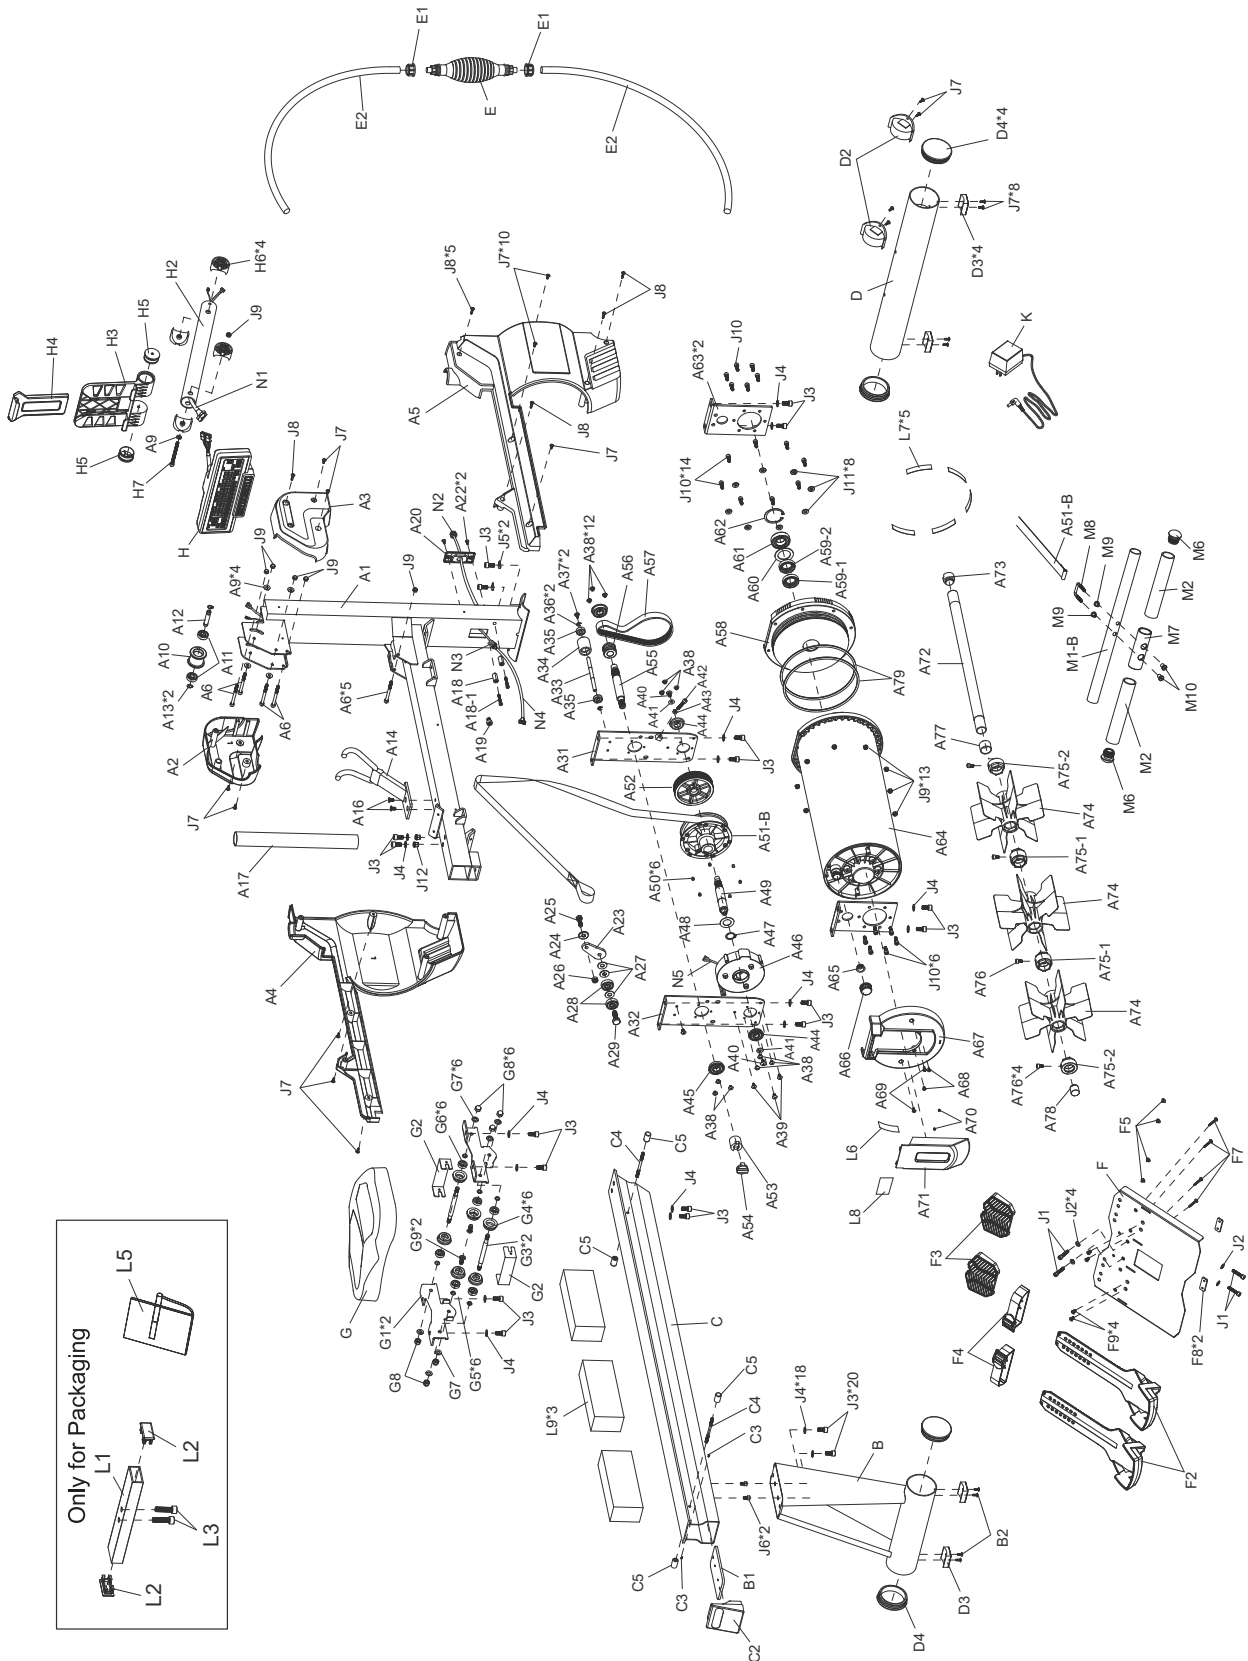 Only for Packaging
L5
L1
L2
L2
L3
E1
E1
E2
E
E2
H4
H3
H5
H2
H6*4
J9
H5
N1
A9
H7
H
J8
J7
A3
J9
J9
A9*4
A1
A12
A10
A11
A13*2
A6
A6
A2
J7
A6*5
A14
A16
A17
J3
J4
J12
A4
J7
J8*5
J7*10
J8
A5
J8
J7
N2
A22*2
A20
J3
J5*2
J9
N3
A18
A18-1
A19
N4
A38*12
A37*2
A36*2
A35
A34
A33
A35
A56
A57
A55
A38
A42
A43
A40
A41
A44
J4
J3
A31
A52
A51-B
A50*6
A49
A48
A47
A46
N5
A25
A24
A23
A26
A27
A28
A29
A32
J4
J3
A44
A41
A40
A38
A39
A45
A38
A53
A54
J10
A63*2
J4
J3
J10*14
J11*8
A62
A61
A60
A59-2
A59-1
A58
A79
J9*13
A64
J4
J3
J10*6
A65
A66
A67
A68
A69
A70
A71
L6
L8
D2
J7
D4*4
J7*8
D3*4
D
K
L7*5
A51-B
M8
M9
M9
M6
M2
M7
M10
M1-B
M2
M6
A73
A72
A77
A75-2
A74
A75-1
A74
A76
A75-1
A74
A76*4
A75-2
A78
G8*6
G7*6
J4
J3
G6*6
G2
G4*6
G3*2
G9*2
G2
J3
J4
G
G1*2
G8
G7
G5*6
C4
C5
J4
J3
C5
C
L9*3
C5
C4
C3
J4*18
J3*20
B
J6*2
B1
C5
C3
C2
B2
D3
D4
F5
F7
F
J2*4
J1
J2
J1
F8*2
F9*4
F3
F4
F2